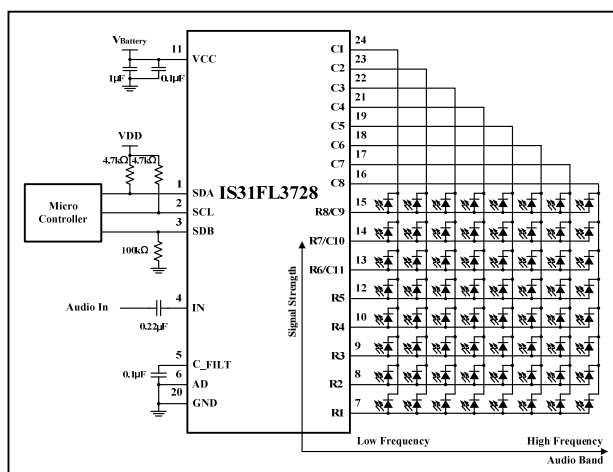 VBattery
11
VCC
1µF
0.1µF
VDD
4.7kΩ
4.7kΩ
Micro
Controller
1
SDA
2
SCL
3
SDB
100kΩ
IS31FL3728
Audio In
0.22µF
4
IN
0.1µF
5
C_FILT
6
AD
20
GND
24
C1
23
C2
22
C3
21
C4
19
C5
18
C6
17
C7
16
C8
15
R8/C9
14
R7/C10
13
R6/C11
12
R5
10
R4
9
R3
8
R2
7
R1
Signal Strength
Low Frequency
High Frequency
Audio Band